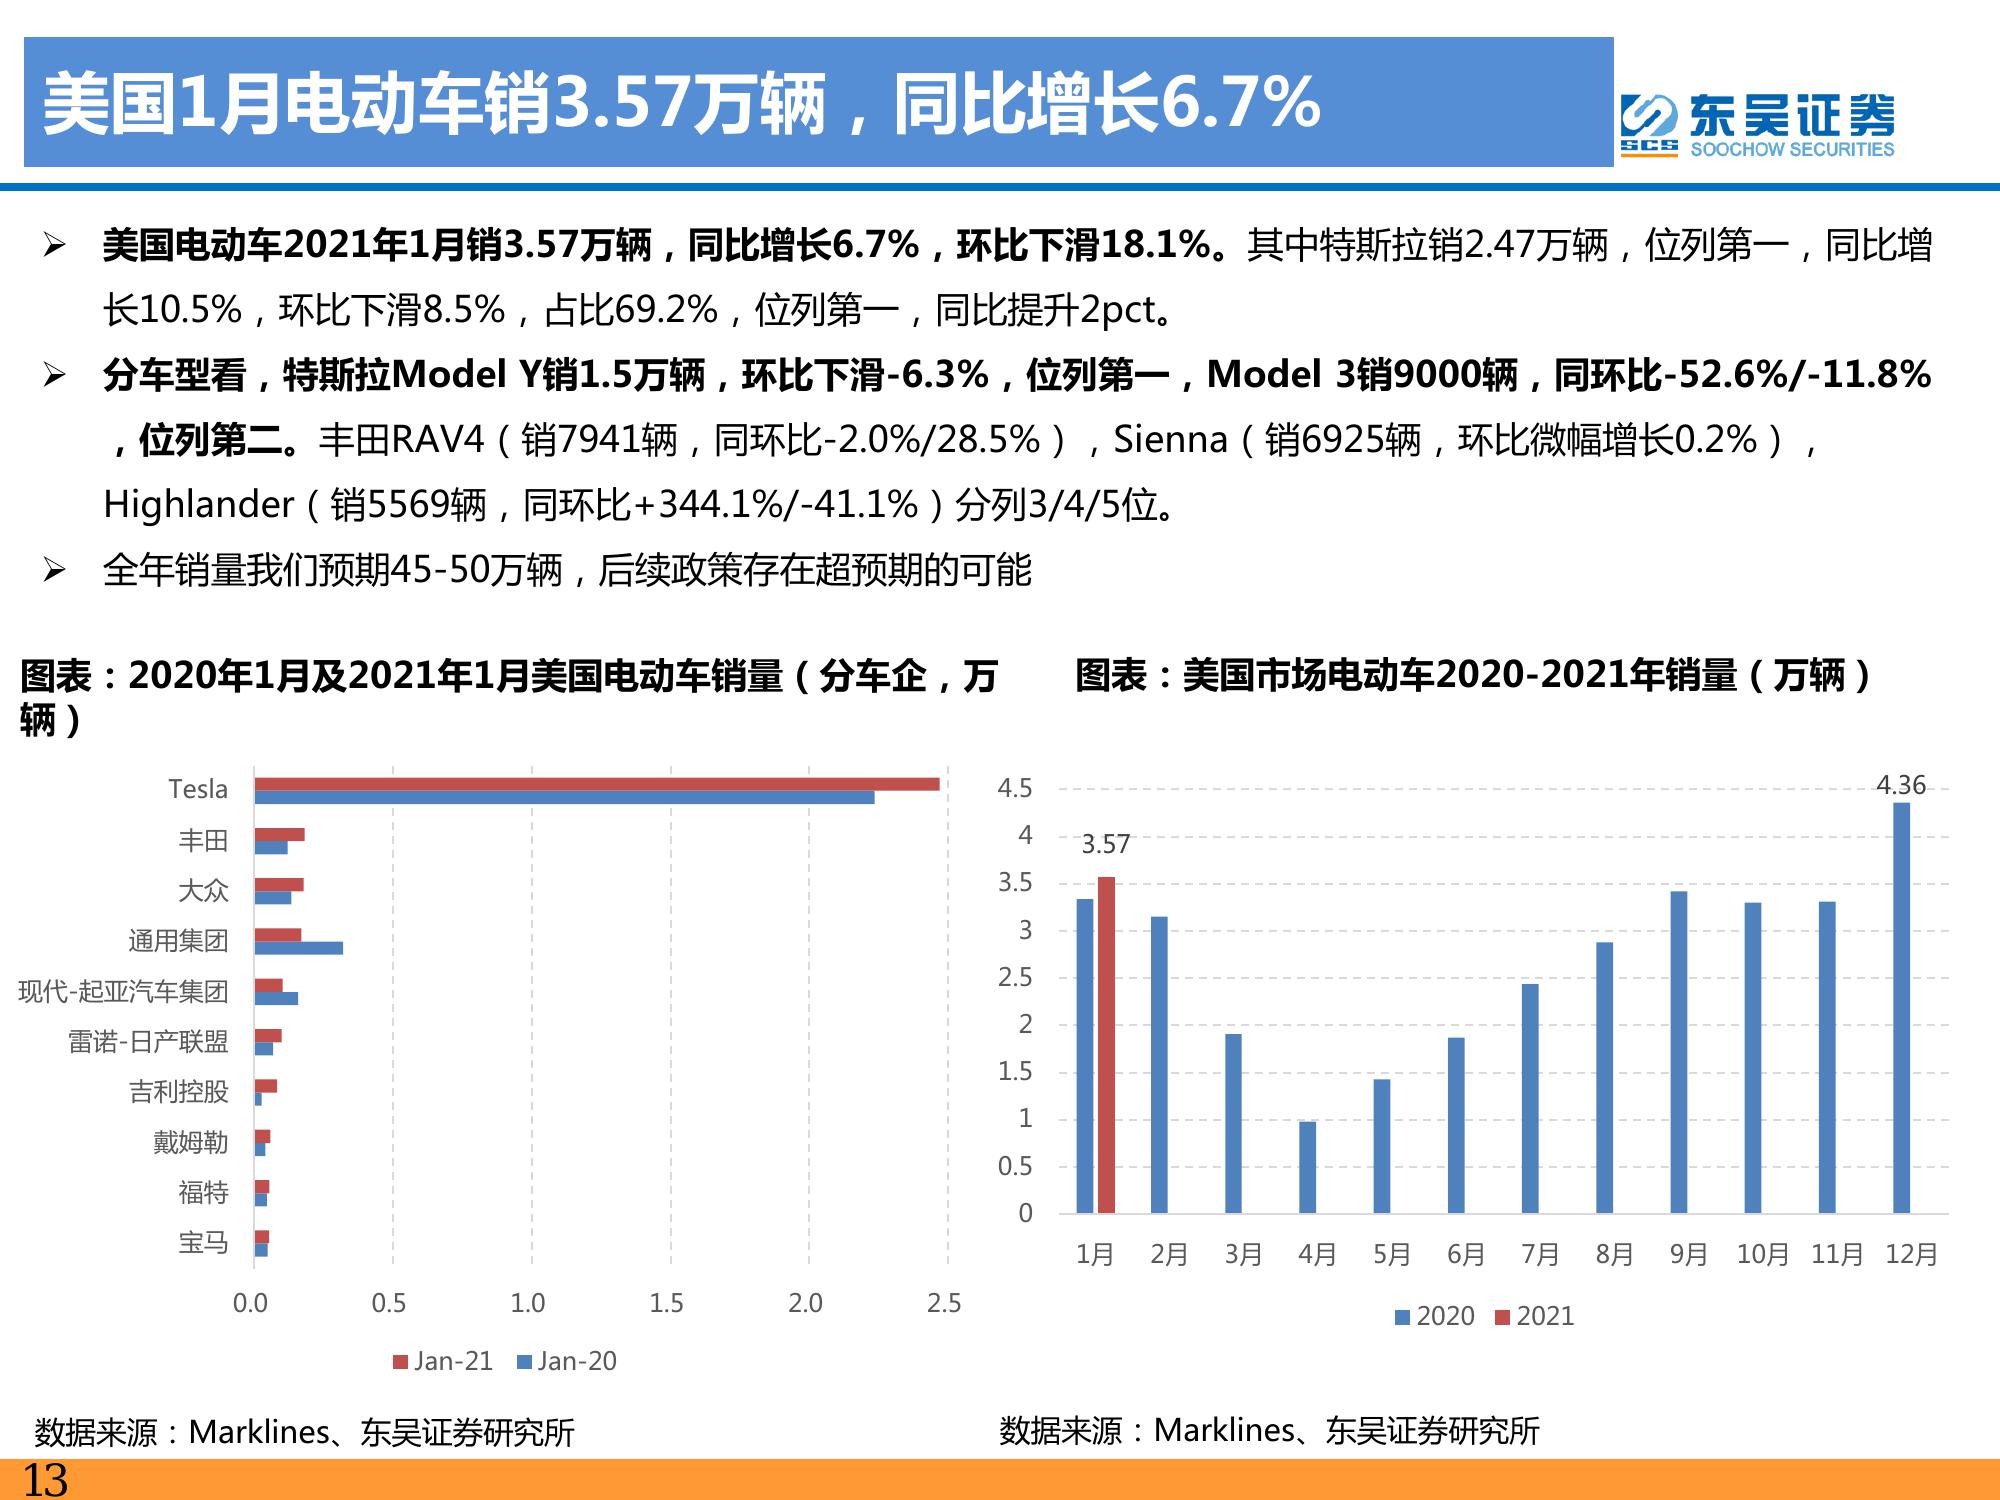 美国1月电动车销3.57万辆，同比增长6.7%
SCS
东吴证券
SOOCHOW SECURITIES
美国电动车2021年1月销3.57万辆，同比增长6.7%，环比下滑18.1%。其中特斯拉销2.47万辆，位列第一，同比增
长10.5%，环比下滑8.5%，占比69.2%，位列第一，同比提升2pct。
分车型看，特斯拉Model Y销1.5万辆，环比下滑-6.3%，位列第一，Model 3销9000辆，同环比-52.6%/-11.8%
，位列第二。丰田RAV4（销7941辆，同环比-2.0%/28.5%），Sienna（销6925辆，环比微幅增长0.2%），
Highlander（销5569辆，同环比+344.1%/-41.1%）分列3/4/5位。
全年销量我们预期45-50万辆，后续政策存在超预期的可能
图表：2020年1月及2021年1月美国电动车销量（分车企，万
辆）
Tesla
丰田
大众
通用集团
现代-起亚汽车集团
雷诺-日产联盟
吉利控股
戴姆勒
福特
宝马
0.0 0.5 1.0 1.5 2.0 2.5
Jan-21 Jan-20
数据来源：Marklines、东吴证券研究所
图表：美国市场电动车2020-2021年销量（万辆）
4.5
4
3.5
3
2.5
2
1.5
1
0.5
0
3.57
4.36
1月 2月 3月 4月 5月 6月 7月 8月 9月 10月 11月 12月
2020 2021
数据来源：Marklines、东吴证券研究所
13